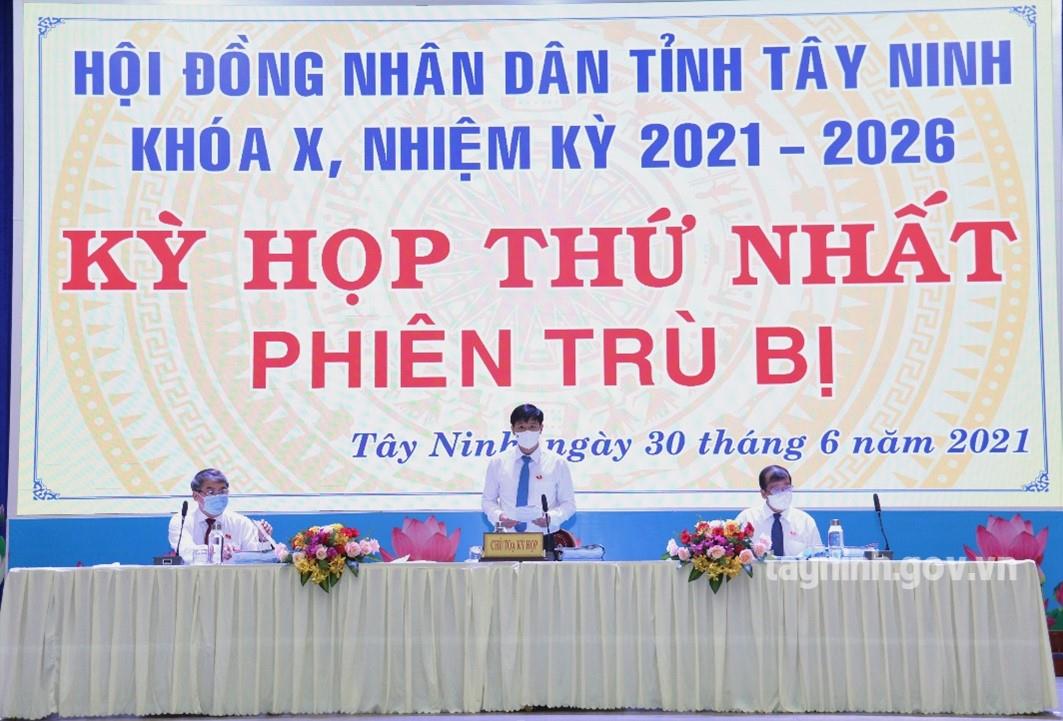 HỘI ĐỒNG NHÂN DÂN TỈNH TÂY NINH
KHÓA X, NHIỆM KỲ 2021 - 2026
KỲ HỌP THỨ NHẤT
PHIÊN TRÙ BỊ
Tây Ninh, ngày 30 tháng 6 năm 2021
CHỦ TỌA KỲ HỌP
tayninh.gov.vn